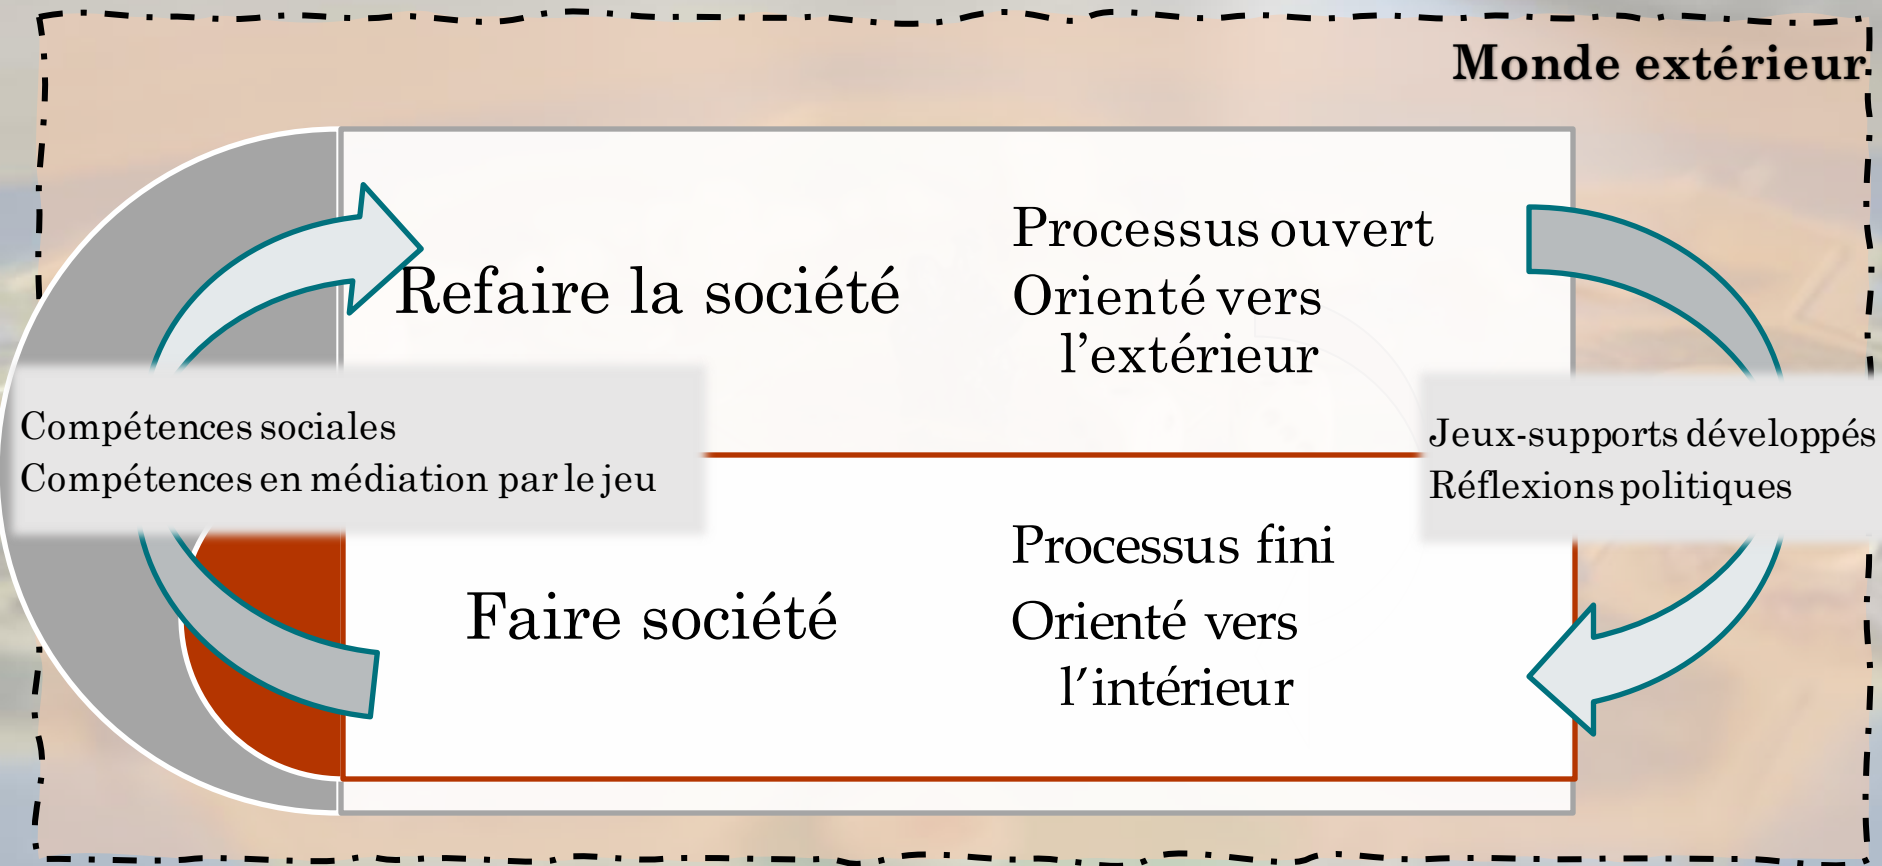 Monde extérieur
Refaire la société
Processus ouvert
Orienté vers
l’extérieur
Compétences sociales
Compétences en médiation par le jeu
Jeux-supports développés
Réflexions politiques
Faire société
Processus fini
Orienté vers
l’intérieur